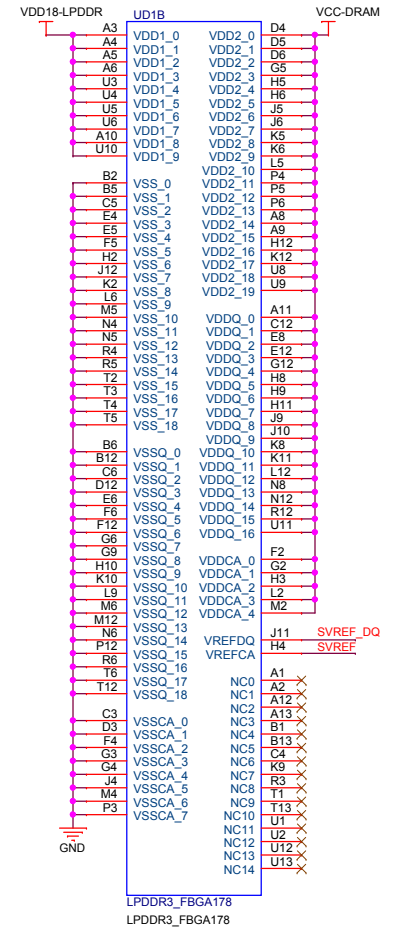 VDD18-LPDDR
UD1B
VCC-DRAM
A3 VDD1_0
A4 VDD1_1
A5 VDD1_2
A6 VDD1_3
U3 VDD1_4
U4 VDD1_5
U5 VDD1_6
U6 VDD1_7
A10 VDD1_8
U10 VDD1_9
B2 VSS_0
B5 VSS_1
C5 VSS_2
E4 VSS_3
E5 VSS_4
F5 VSS_5
H2 VSS_6
J12 VSS_7
K2 VSS_8
L6 VSS_9
M5 VSS_10
N4 VSS_11
N5 VSS_12
R4 VSS_13
R5 VSS_14
T2 VSS_15
T3 VSS_16
T4 VSS_17
T5 VSS_18
B6 VSSQ_0
B12 VSSQ_1
C6 VSSQ_2
D12 VSSQ_3
E6 VSSQ_4
F6 VSSQ_5
F12 VSSQ_6
G6 VSSQ_7
G9 VSSQ_8
H10 VSSQ_9
K10 VSSQ_10
L9 VSSQ_11
M6 VSSQ_12
M12 VSSQ_13
N6 VSSQ_14
P12 VSSQ_15
R6 VSSQ_16
T6 VSSQ_17
T12 VSSQ_18
C3 VSSCA_0
D3 VSSCA_1
F4 VSSCA_2
G3 VSSCA_3
G4 VSSCA_4
J4 VSSCA_5
M4 VSSCA_6
P3 VSSCA_7
GND
VDD2_0 D4
VDD2_1 D5
VDD2_2 D6
VDD2_3 G5
VDD2_4 H5
VDD2_5 H6
VDD2_6 J5
VDD2_7 J6
VDD2_8 K5
VDD2_9 K6
VDD2_10 L5
VDD2_11 P4
VDD2_12 P5
VDD2_13 P6
VDD2_14 A8
VDD2_15 A9
VDD2_16 H12
VDD2_17 K12
VDD2_18 U8
VDD2_19 U9
VDDQ_0 A11
VDDQ_1 C12
VDDQ_2 E8
VDDQ_3 E12
VDDQ_4 G12
VDDQ_5 H8
VDDQ_6 H9
VDDQ_7 H11
VDDQ_8 J9
VDDQ_9 J10
VDDQ_10 K8
VDDQ_11 K11
VDDQ_12 L12
VDDQ_13 N8
VDDQ_14 N12
VDDQ_15 R12
VDDQ_16 U11
VDDCA_0 F2
VDDCA_1 G2
VDDCA_2 H3
VDDCA_3 L2
VDDCA_4 M2
VREFDQ J11 SVREF_DQ
VREFCA H4 SVREF
NC0 A1
NC1 A2
NC2 A12
NC3 A13
NC4 B1
NC5 B13
NC6 C4
NC7 K9
NC8 R3
NC9 T1
NC10 T13
NC11 U1
NC12 U2
NC13 U12
NC14 U13
LPDDR3_FBGA178
LPDDR3_FBGA178